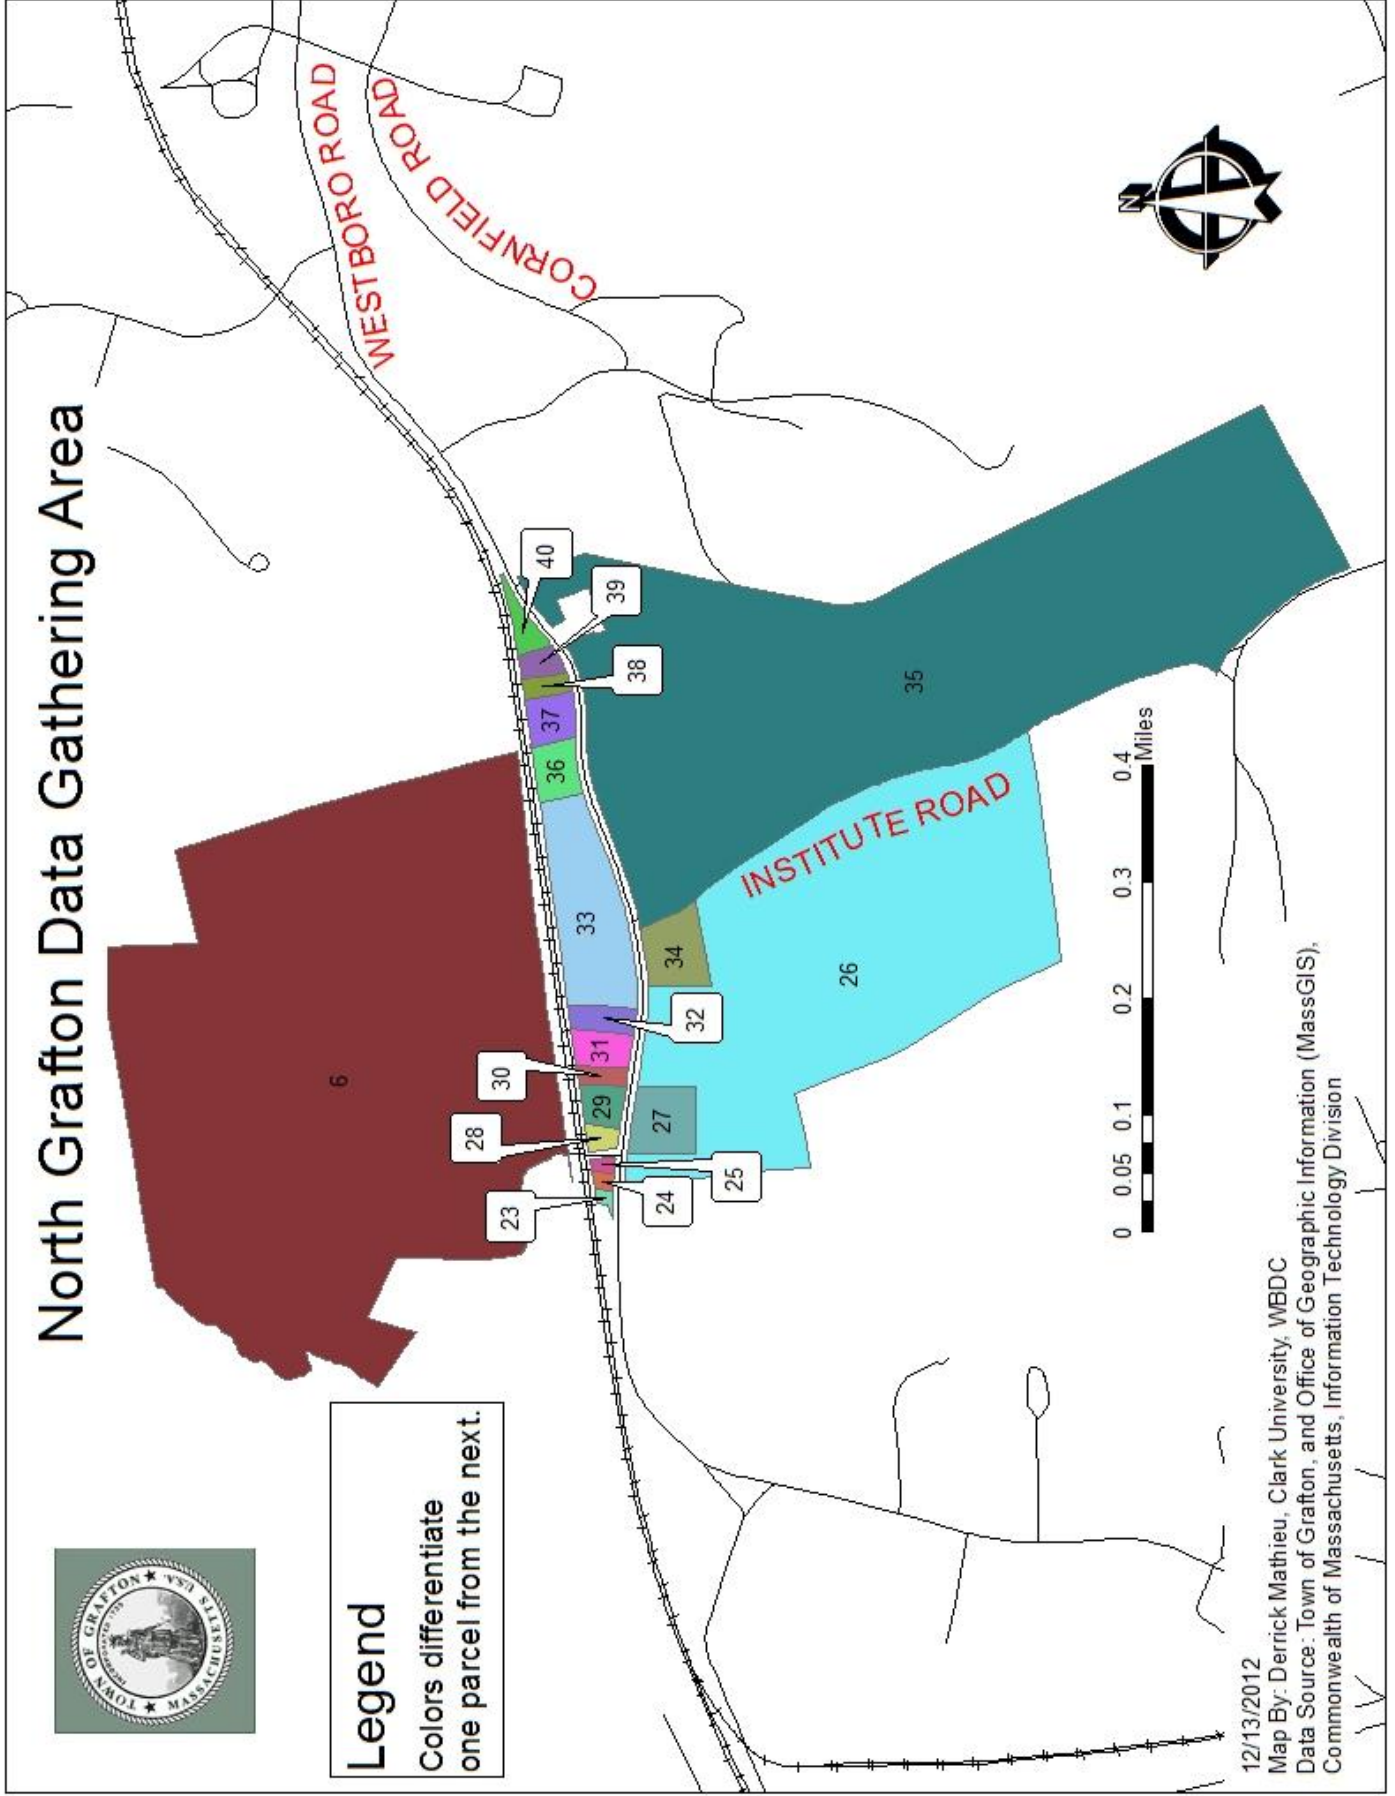 North Grafton Data Gathering Area
TOWN OF GRAFTON
INCORPORATED 1735
MASSACHUSETTS USA
Legend
Colors differentiate
one parcel from the next.
WESTBORO ROAD
CORNFIELD ROAD
INSTITUTE ROAD
6
23
24
25
26
27
28
29
30
31
32
33
34
35
36
37
38
39
40
N
0 0.05 0.1 0.2 0.3 0.4
Miles
12/13/2012
Map By: Derrick Mathieu, Clark University, WBDC
Data Source: Town of Grafton, and Office of Geographic Information (MassGIS),
Commonwealth of Massachusetts, Information Technology Division